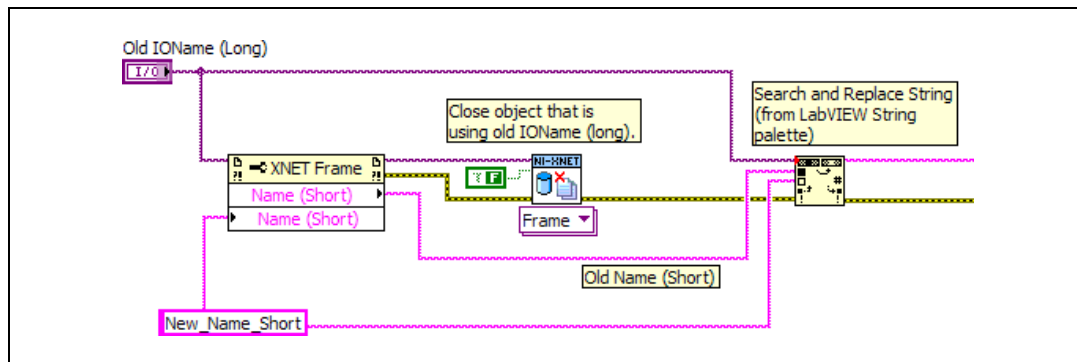 Old IOName (Long)
I/O
Close object that is
using old IOName (long).
Search and Replace String
(from LabVIEW String
palette)
XNET Frame
Name (Short)
Name (Short)
?!
?!
? F
NI-XNET
Frame
Old Name (Short)
New_Name_Short